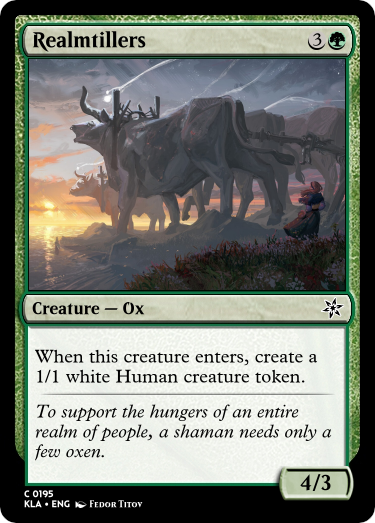 Realmtillers 3
Creature — Ox
When this creature enters, create a
1/1 white Human creature token.
To support the hungers of an entire
realm of people, a shaman needs only a
few oxen.
4/3
C 0195
KLA • ENG Fedor Titov